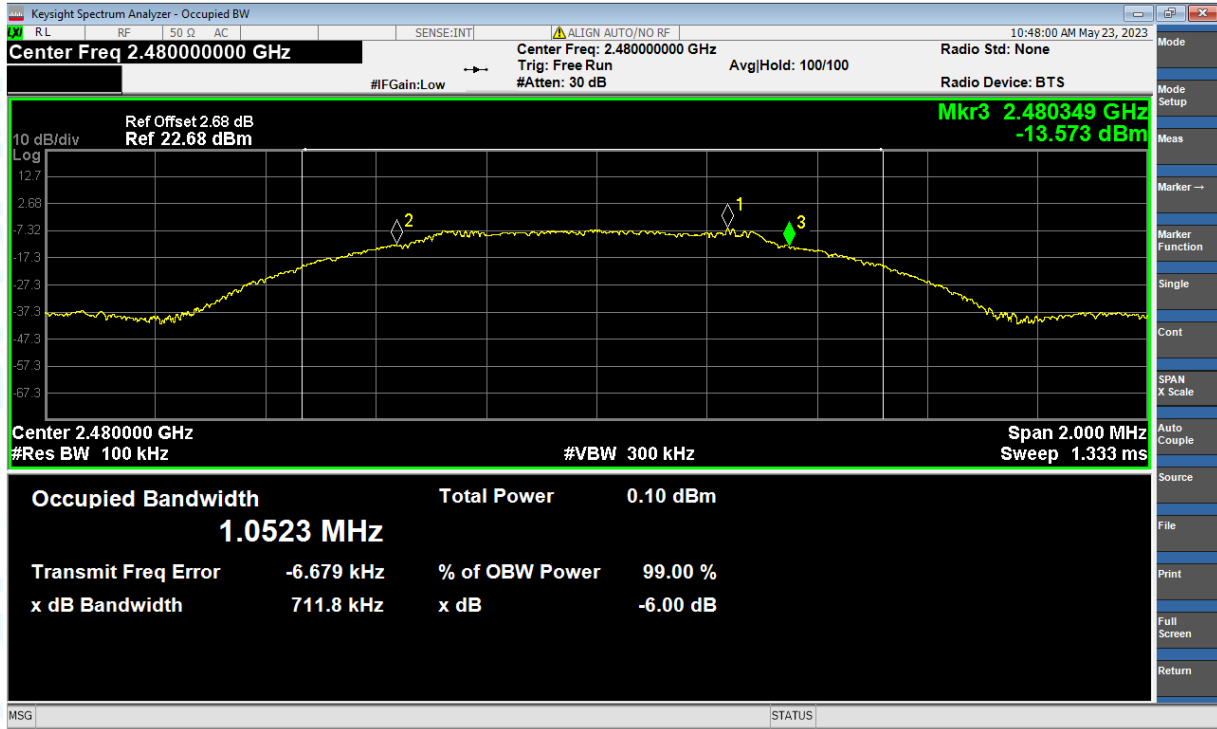 Keysight Spectrum Analyzer - Occupied BW
LXI RL RF 50 Ω AC SENSE:INT ALIGN AUTO/NO RF 10:48:00 AM May 23, 2023
Center Freq 2.480000000 GHz
Center Freq: 2.480000000 GHz Radio Std: None
Trig: Free Run Avg|Hold: 100/100
#IFGain:Low #Atten: 30 dB Radio Device: BTS
Mkr3 2.480349 GHz
-13.573 dBm
Ref Offset 2.68 dB
10 dB/div Ref 22.68 dBm
Log
12.7
2.68
-7.32
-17.3
-27.3
-37.3
-47.3
-57.3
-67.3
2
1
3
Center 2.480000 GHz Span 2.000 MHz
#Res BW 100 kHz #VBW 300 kHz Sweep 1.333 ms
Occupied Bandwidth Total Power 0.10 dBm
1.0523 MHz
Transmit Freq Error -6.679 kHz % of OBW Power 99.00 %
x dB Bandwidth 711.8 kHz x dB -6.00 dB
Mode
Mode
Setup
Meas
Marker→
Marker
Function
Single
Cont
SPAN
X Scale
Auto
Couple
Source
File
Print
Full
Screen
Return
MSG STATUS